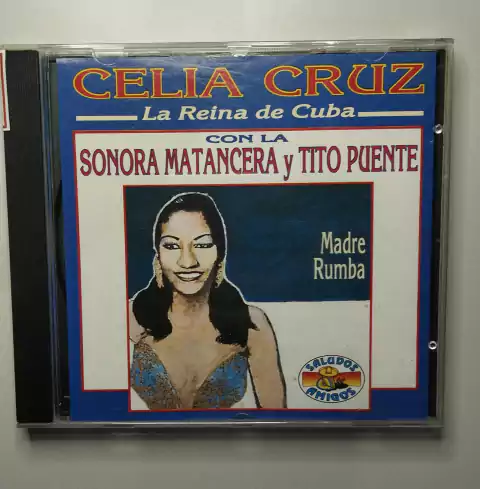 CELIA CRUZ
La Reina de Cuba
CON LA
SONORA MATANCERA y TITO PUENTE
Madre
Rumba
SALUDOS
AMIGOS